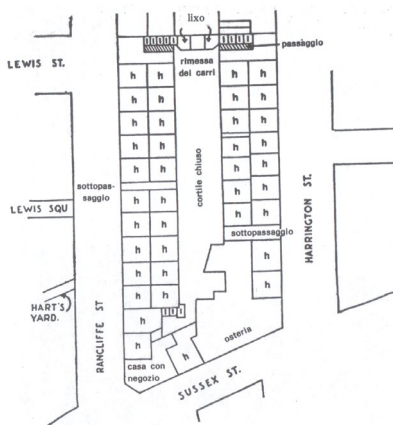 lixo
l l l l l
l l l l
passaggio
LEWIS ST.
rimessa
dei carri
h h h h
h h h h
h h h h
h h h h
h h h h
sottopas-
saggio
cortile chiuso
h h h h
LEWIS SQU
h h h h
sottopassaggio
HARRINGTON ST.
h h h
h h h
h h
HART'S
YARD.
RANCLIFFE ST
l l l
h
h
h
osteria
casa con
negozio
SUSSEX ST.